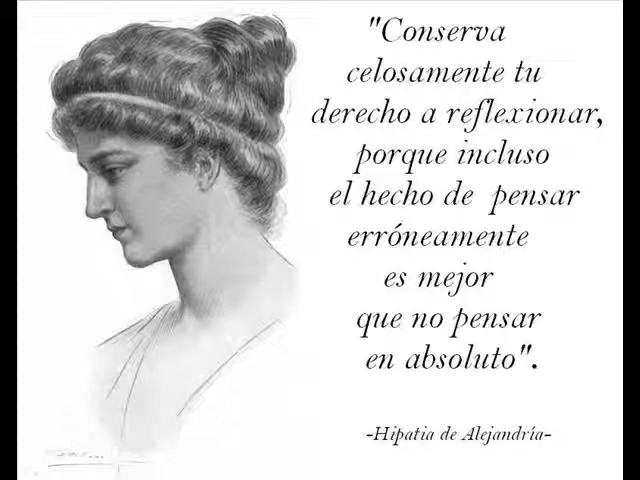 "Conserva
celosamente tu
derecho a reflexionar,
porque incluso
el hecho de pensar
erróneamente
es mejor
que no pensar
en absoluto".
-Hipatia de Alejandría-